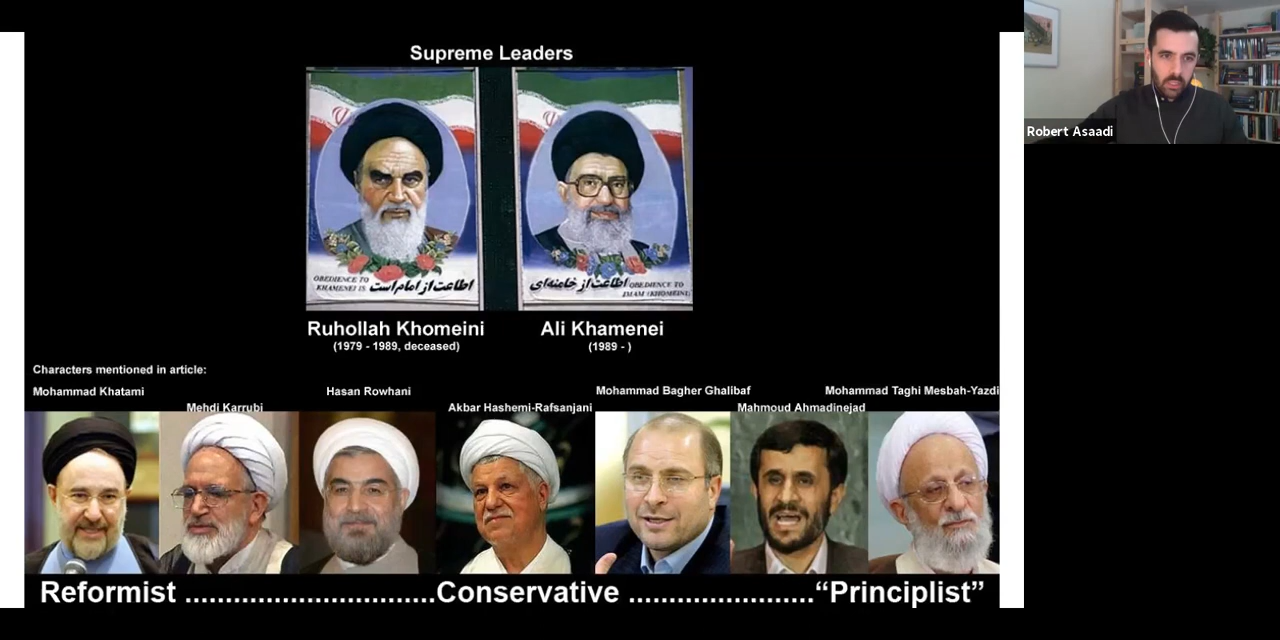 Supreme Leaders
OBEDIENCE TO
KHAMENEI IS
اطاعت از امام است
اطاعت از خامنه‌ای
OBEDIENCE TO
IMAM (KHOMEINI)
Ruhollah Khomeini
(1979 - 1989, deceased)
Ali Khamenei
(1989 - )
Characters mentioned in article:
Mohammad Khatami
Mehdi Karrubi
Hasan Rowhani
Akbar Hashemi-Rafsanjani
Mohammad Bagher Ghalibaf
Mahmoud Ahmadinejad
Mohammad Taghi Mesbah-Yazdi
Reformist ...............................Conservative .......................“Principlist”
Robert Asaadi